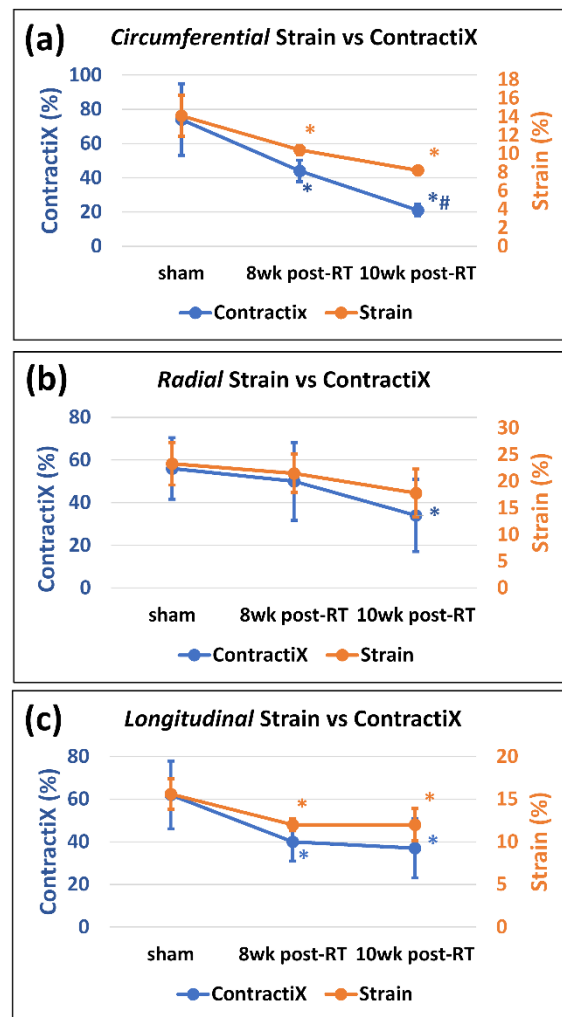 (a)
Circumferential Strain vs ContractiX
ContractiX (%)
100
80
60
40
20
0
18
16
14
12
10
8
6
4
2
0
Strain (%)
*
*
*
*#
sham 8wk post-RT 10wk post-RT
Contractix Strain
(b)
Radial Strain vs ContractiX
ContractiX (%)
80
60
40
20
0
30
25
20
15
10
5
0
Strain (%)
*
sham 8wk post-RT 10wk post-RT
ContractiX Strain
(c)
Longitudinal Strain vs ContractiX
ContractiX (%)
80
60
40
20
0
20
15
10
5
0
Strain (%)
*
*
*
*
sham 8wk post-RT 10wk post-RT
ContractiX Strain